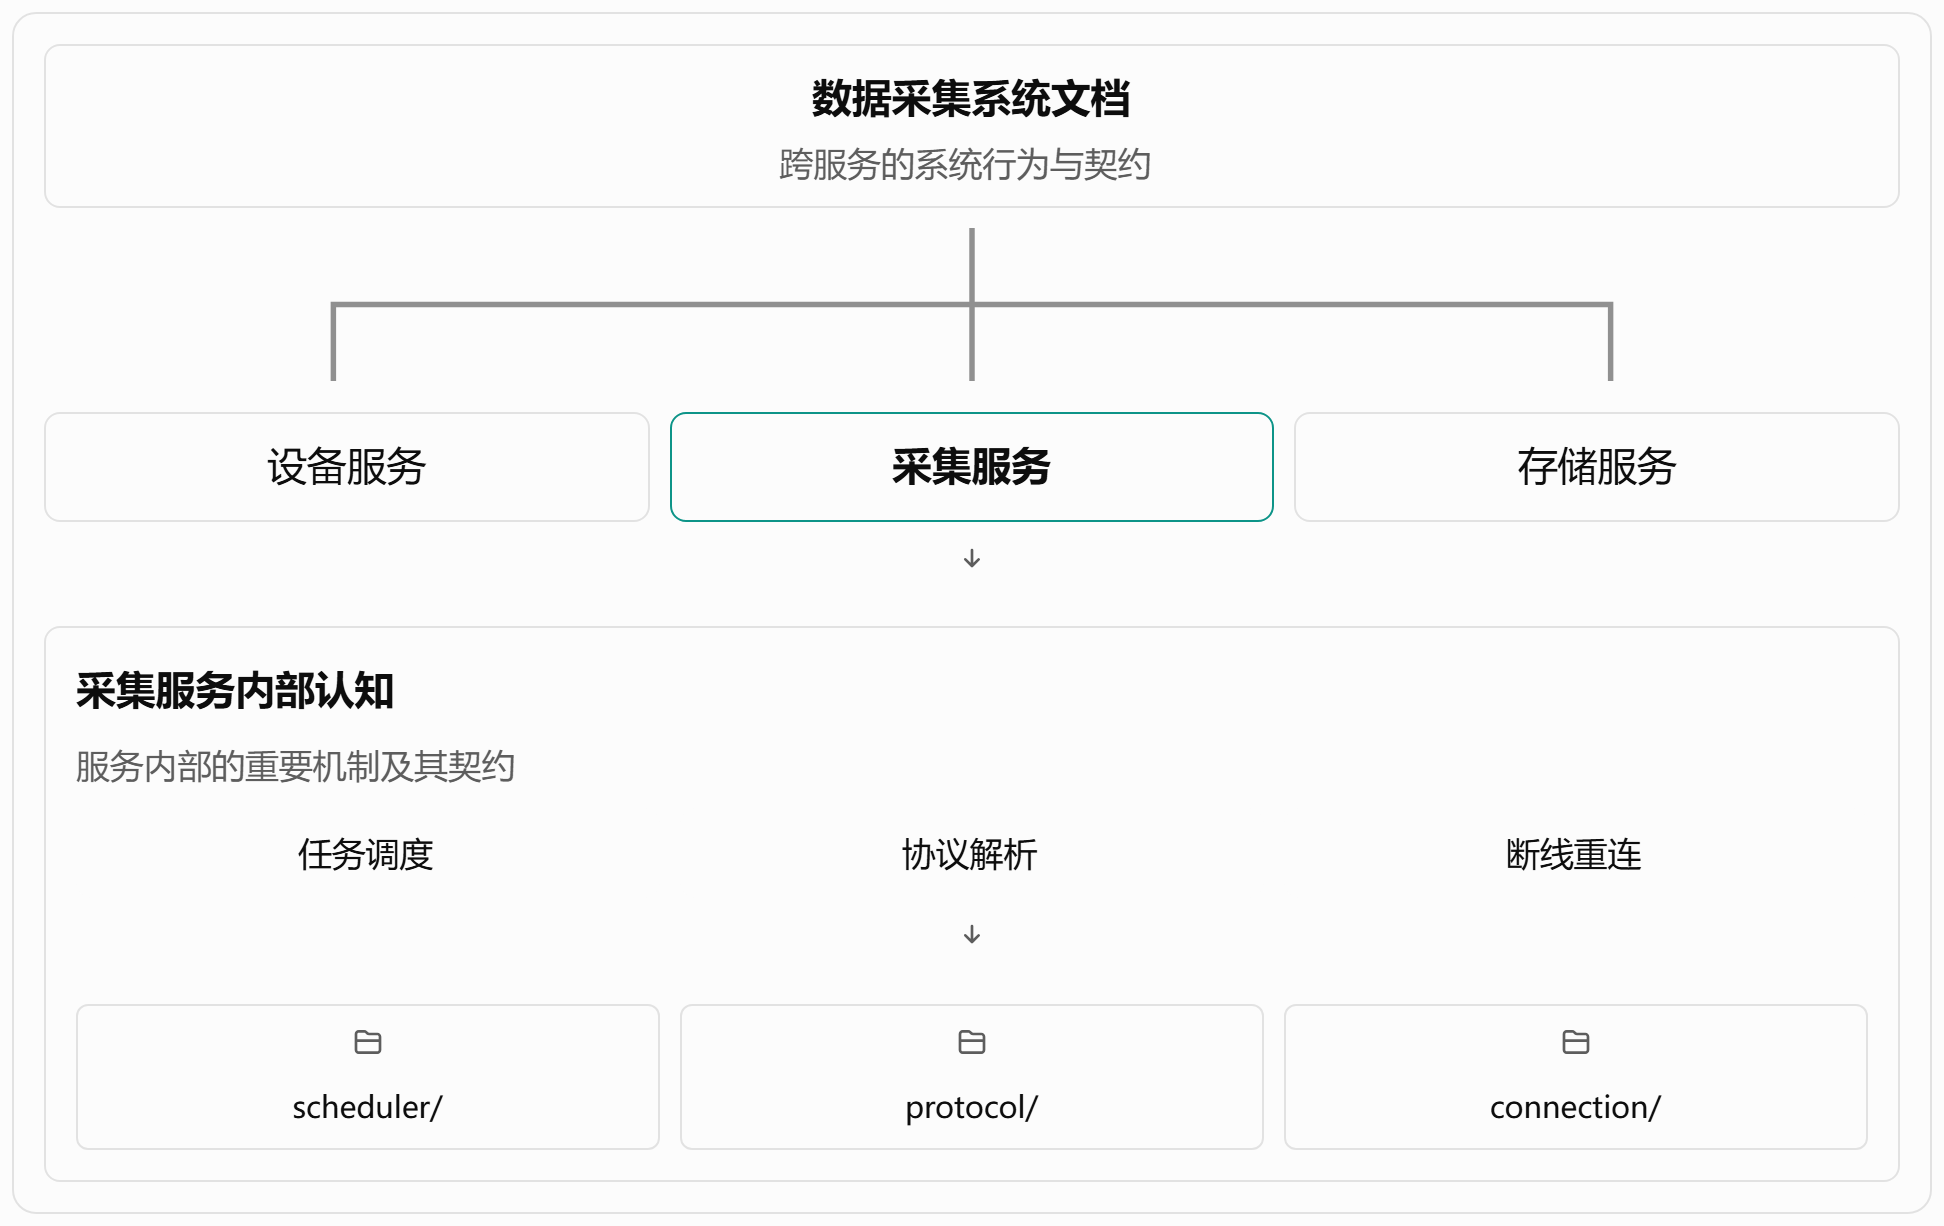 数据采集系统文档
跨服务的系统行为与契约
设备服务
采集服务
存储服务
采集服务内部认知
服务内部的重要机制及其契约
任务调度
协议解析
断线重连
scheduler/
protocol/
connection/